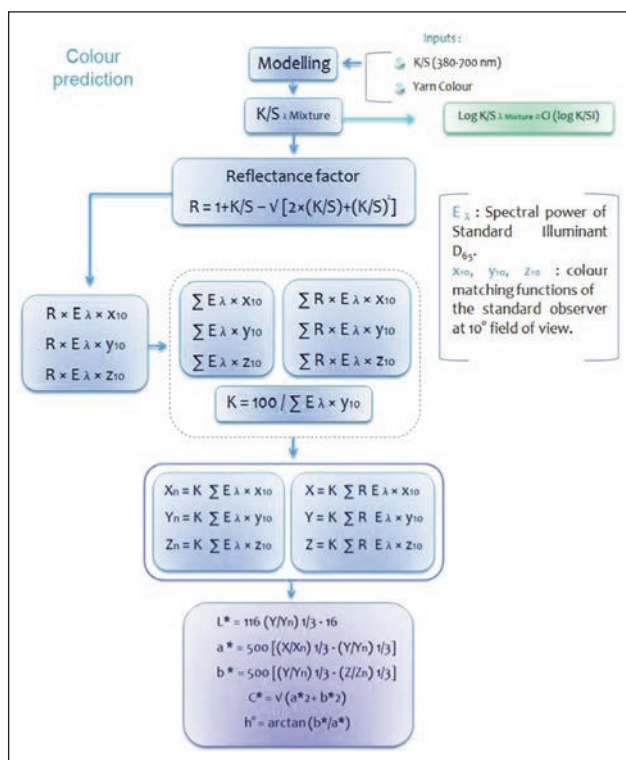 Colour
prediction
Inputs :
Modelling
K/S (380-700 nm)
Yarn Colour
K/S λ Mixture
Log K/S λ Mixture = Ci (log K/Si)
Reflectance factor
R = 1+K/S – √ [2×(K/S)+(K/S)²]
E λ : Spectral power of
Standard Illuminant
D65.
x10, y10, z10 : colour
matching functions of
the standard observer
at 10° field of view.
R × E λ × x10
R × E λ × y10
R × E λ × z10
∑ E λ × x10
∑ E λ × y10
∑ E λ × z10
∑ R × E λ × x10
∑ R × E λ × y10
∑ R × E λ × z10
K = 100 / ∑ E λ × y10
Xn = K ∑ E λ × x10
Yn = K ∑ E λ × y10
Zn = K ∑ E λ × z10
X = K ∑ R E λ × x10
Y = K ∑ R E λ × y10
Z = K ∑ R E λ × z10
L* = 116 (Y/Yn) 1/3 - 16
a * = 500 [(X/Xn) 1/3 - (Y/Yn) 1/3]
b * = 500 [(Y/Yn) 1/3 - (Z/Zn) 1/3]
C* = √ (a*2+ b*2)
h° = arctan (b*/a*)